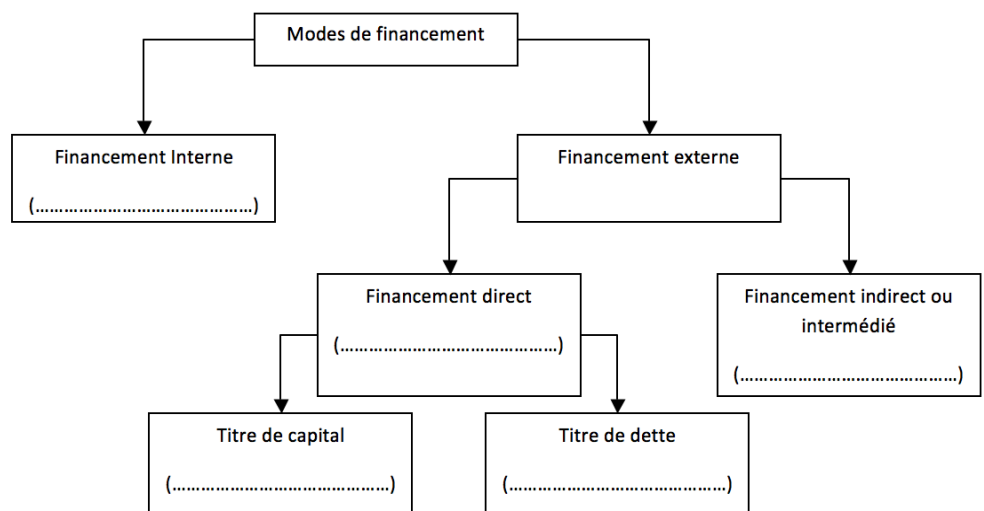 Modes de financement
Financement Interne
(…………………………………………)
Financement externe
Financement direct
(…………………………………………)
Financement indirect ou
intermédié
(…………………………………………)
Titre de capital
(…………………………………………)
Titre de dette
(…………………………………………)